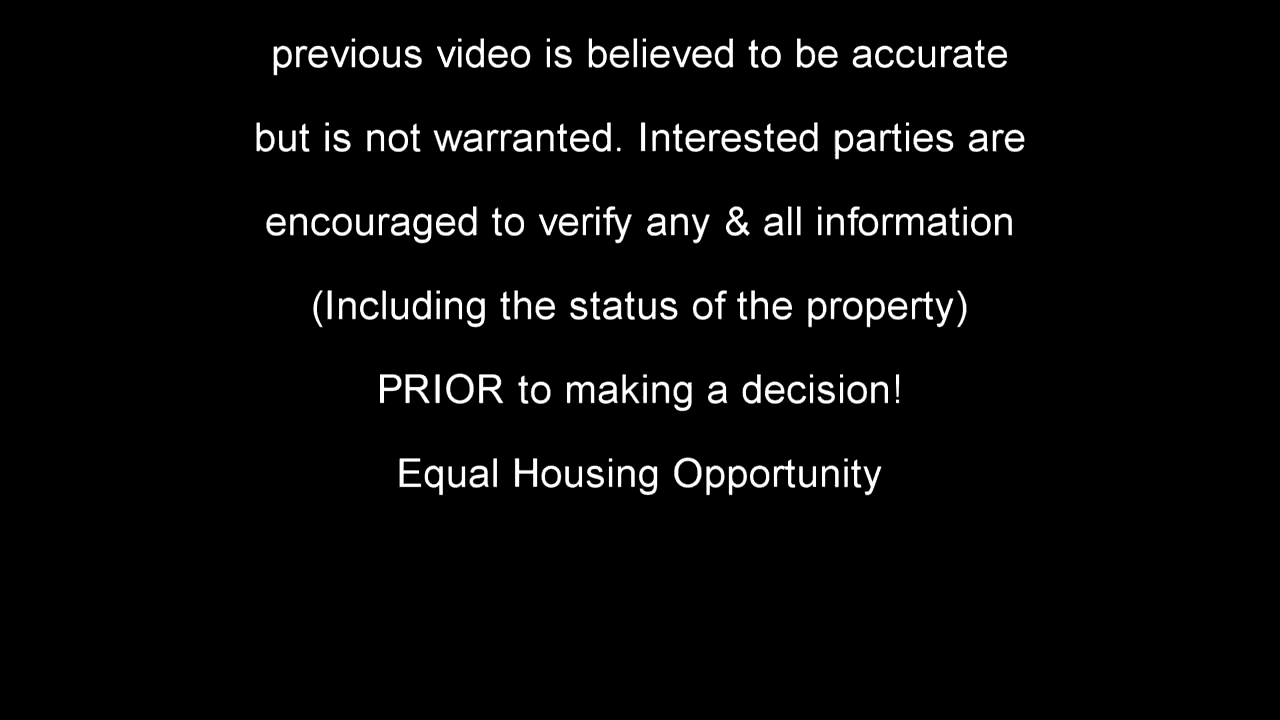 previous video is believed to be accurate
but is not warranted. Interested parties are
encouraged to verify any & all information
(Including the status of the property)
PRIOR to making a decision!
Equal Housing Opportunity